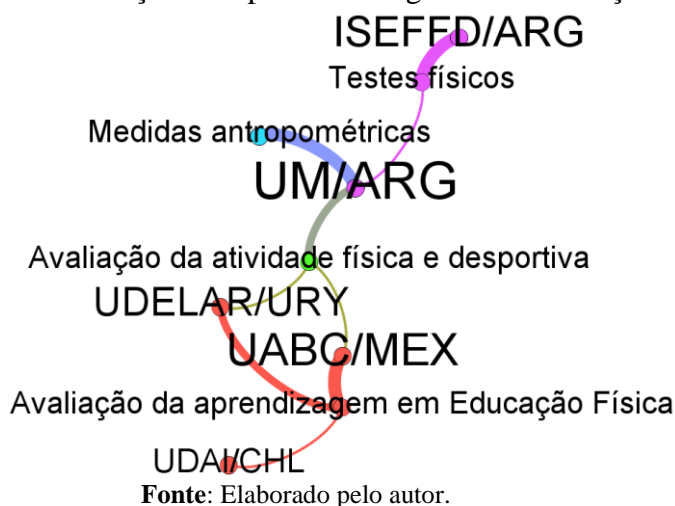 ISEFFD/ARG
Testes físicos
Medidas antropométricas
UM/ARG
Avaliação da atividade física e desportiva
UDELAR/URY
UABC/MEX
Avaliação da aprendizagem em Educação Física
UDAI/CHL
Fonte: Elaborado pelo autor.